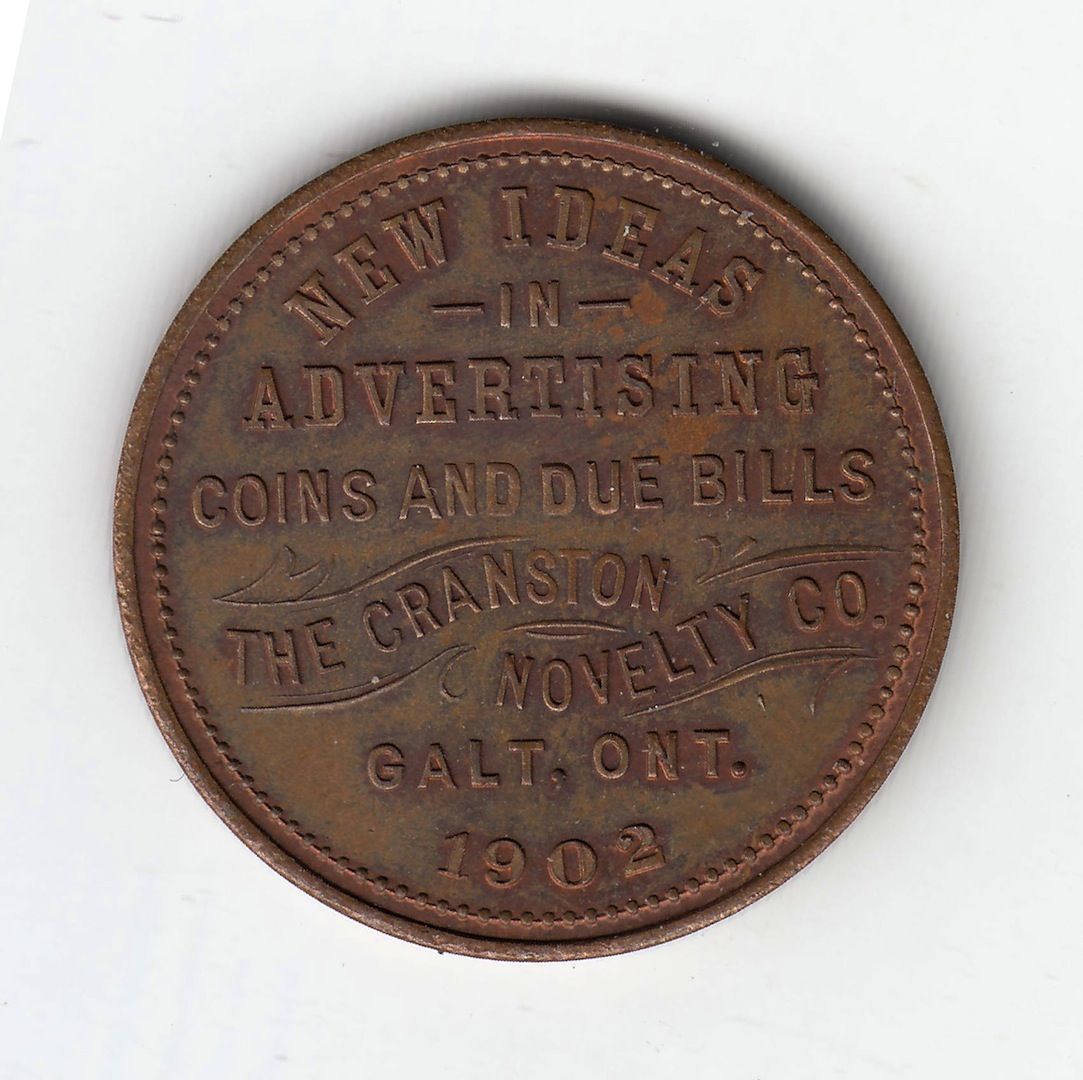 NEW IDEAS
— IN —
ADVERTISING
COINS AND DUE BILLS
THE CRANSTON
NOVELTY CO.
GALT, ONT.
1902